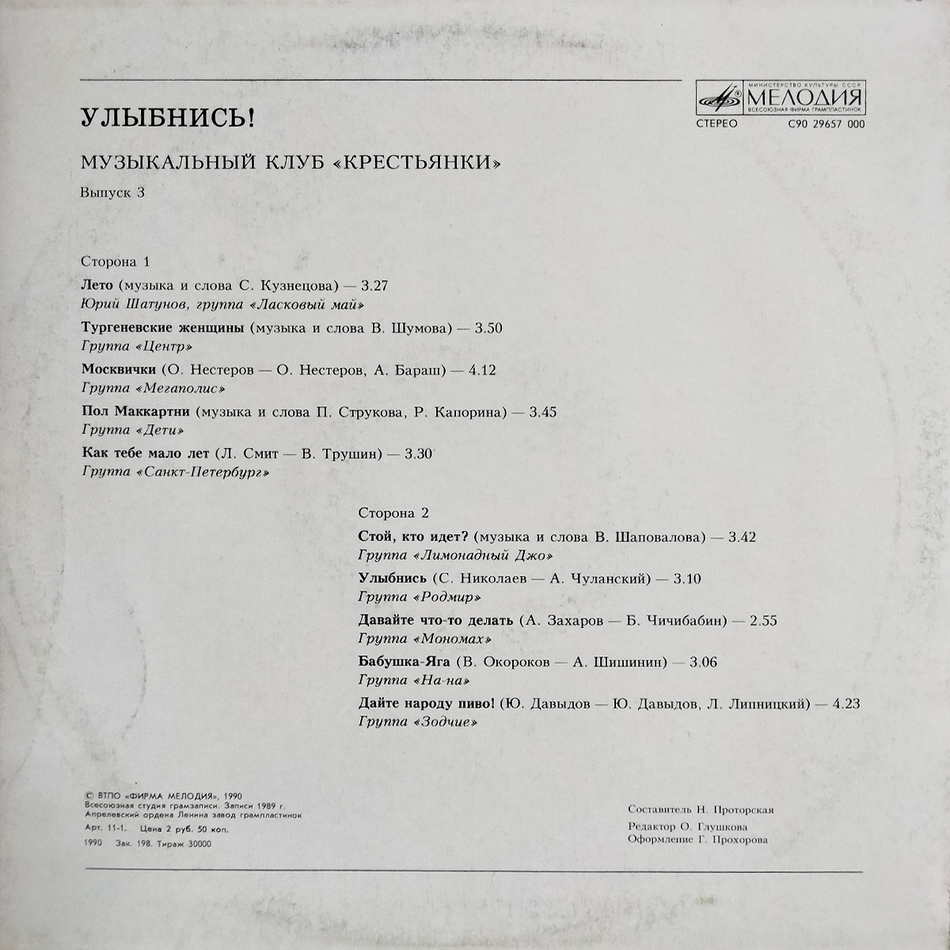 МИНИСТЕРСТВО КУЛЬТУРЫ СССР
МЕЛОДИЯ
ВСЕСОЮЗНАЯ ФИРМА ГРАМПЛАСТИНОК
СТЕРЕО С90 29657 000
УЛЫБНИСЬ!
МУЗЫКАЛЬНЫЙ КЛУБ «КРЕСТЬЯНКИ»
Выпуск 3
Сторона 1
Лето (музыка и слова С. Кузнецова) — 3.27
Юрий Шатунов, группа «Ласковый май»
Тургеневские женщины (музыка и слова В. Шумова) — 3.50
Группа «Центр»
Москвички (О. Нестеров — О. Нестеров, А. Бараш) — 4.12
Группа «Мегаполис»
Пол Маккартни (музыка и слова П. Струкова, Р. Капорина) — 3.45
Группа «Дети»
Как тебе мало лет (Л. Смит — В. Трушин) — 3.30
Группа «Санкт-Петербург»
Сторона 2
Стой, кто идет? (музыка и слова В. Шаповалова) — 3.42
Группа «Лимонадный Джо»
Улыбнись (С. Николаев — А. Чуланский) — 3.10
Группа «Родмир»
Давайте что-то делать (А. Захаров — Б. Чичибабин) — 2.55
Группа «Мономах»
Бабушка-Яга (В. Окороков — А. Шишинин) — 3.06
Группа «На-на»
Дайте народу пиво! (Ю. Давыдов — Ю. Давыдов, Л. Липницкий) — 4.23
Группа «Зодчие»
© ВТПО «ФИРМА МЕЛОДИЯ», 1990
Всесоюзная студия грамзаписи. Записи 1989 г.
Апрелевский ордена Ленина завод грампластинок
Арт. 11-1. Цена 2 руб. 50 коп.
1990 Зак. 198. Тираж 30000
Составитель Н. Проторская
Редактор О. Глушкова
Оформление Г. Прохорова